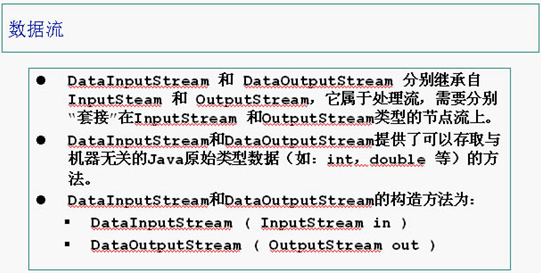 数据流
● DataInputStream 和 DataOutputStream 分别继承自
InputSteam 和 OutputStream，它属于处理流，需要分别
“套接”在InputStream 和OutputStream类型的节点流上。
● DataInputStream和DataOutputStream提供了可以存取与
机器无关的Java原始类型数据（如：int，double 等）的方
法。
● DataInputStream和DataOutputStream的构造方法为：
▪ DataInputStream ( InputStream in )
▪ DataOutputStream ( OutputStream out )